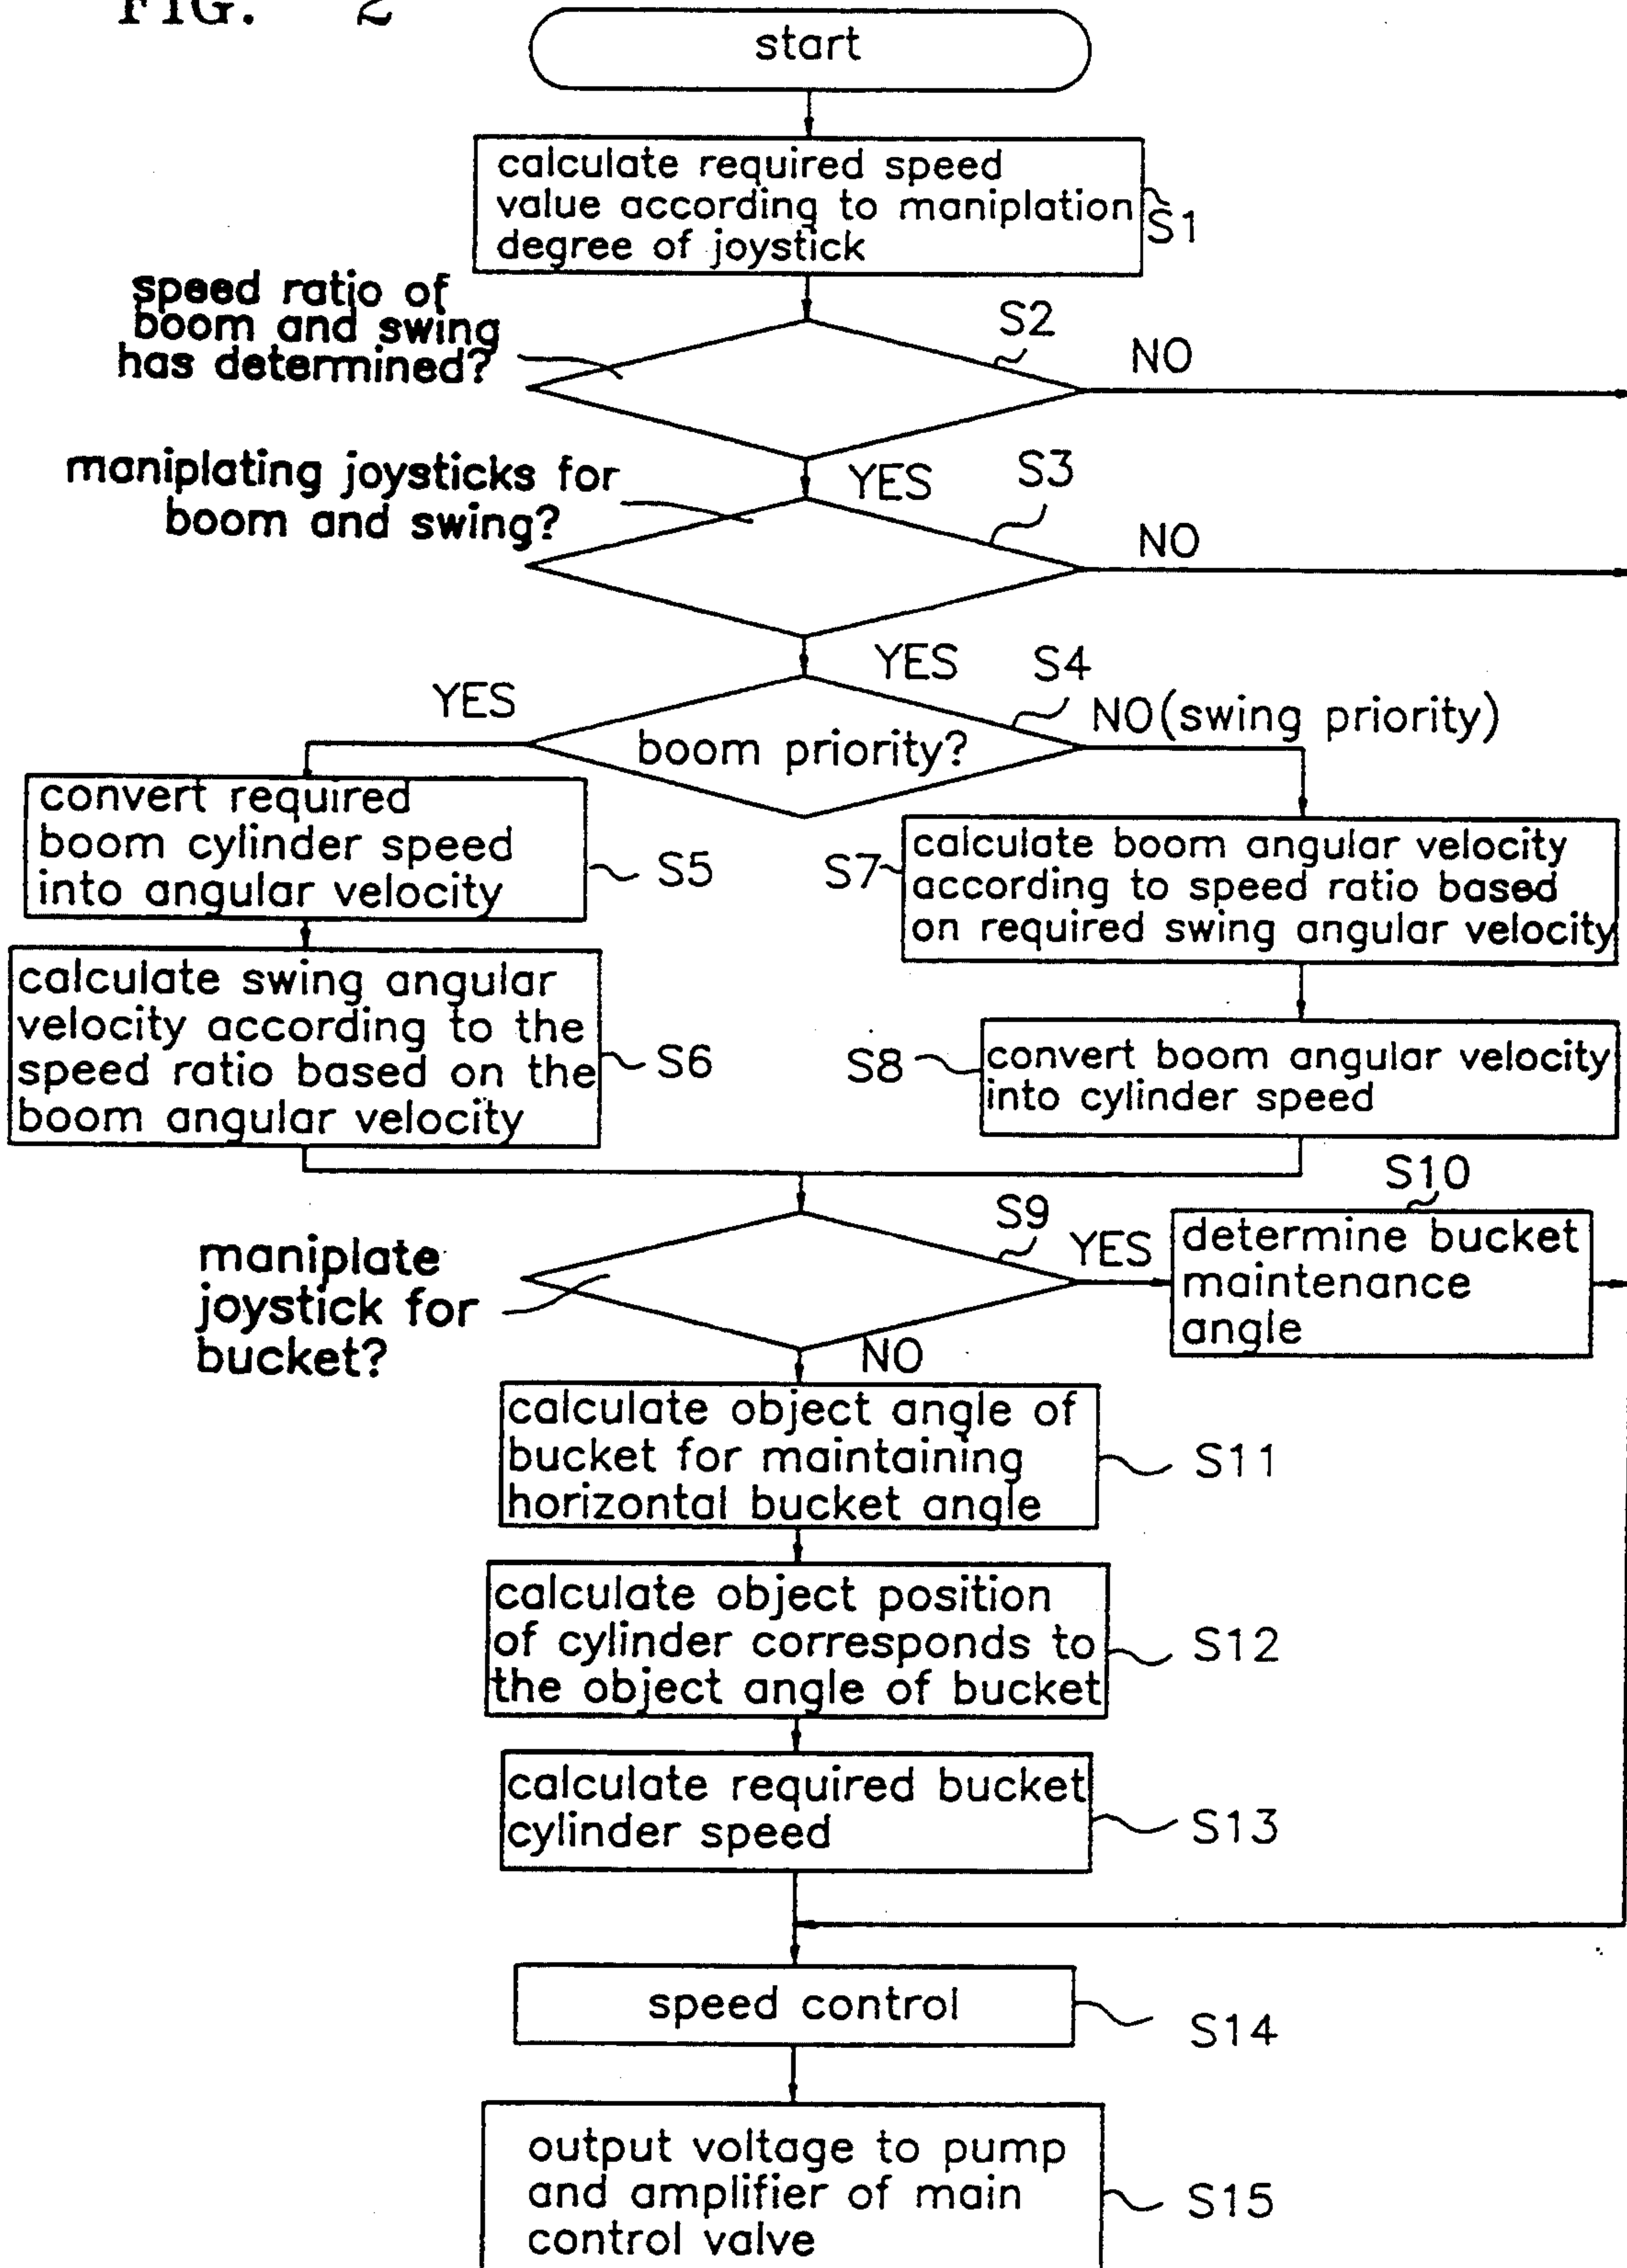 FIG. 2
start
calculate required speed
value according to maniplation
degree of joystick
S1
speed ratio of
boom and swing
has determined?
S2
NO
YES
maniplating joysticks for
boom and swing?
S3
NO
YES
S4
YES
NO(swing priority)
boom priority?
convert required
boom cylinder speed
into angular velocity
S5
S7
calculate boom angular velocity
according to speed ratio based
on required swing angular velocity
calculate swing angular
velocity according to the
speed ratio based on the
boom angular velocity
S6
S8
convert boom angular velocity
into cylinder speed
S10
S9
YES
determine bucket
maintenance
angle
maniplate
joystick for
bucket?
NO
calculate object angle of
bucket for maintaining
horizontal bucket angle
S11
calculate object position
of cylinder corresponds to
the object angle of bucket
S12
calculate required bucket
cylinder speed
S13
speed control
S14
output voltage to pump
and amplifier of main
control valve
S15